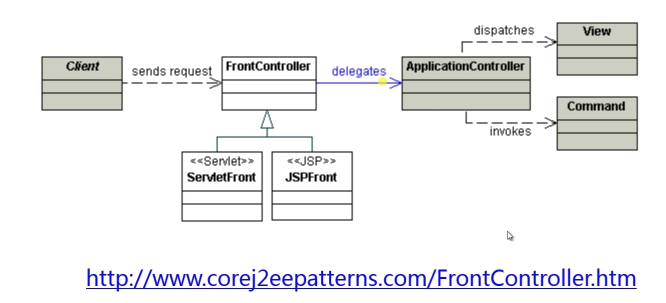 dispatches
View
Client
sends request
FrontController
delegates
ApplicationController
Command
invokes
<<Servlet>>
ServletFront
<<JSP>>
JSPFront
http://www.corej2eepatterns.com/FrontController.htm